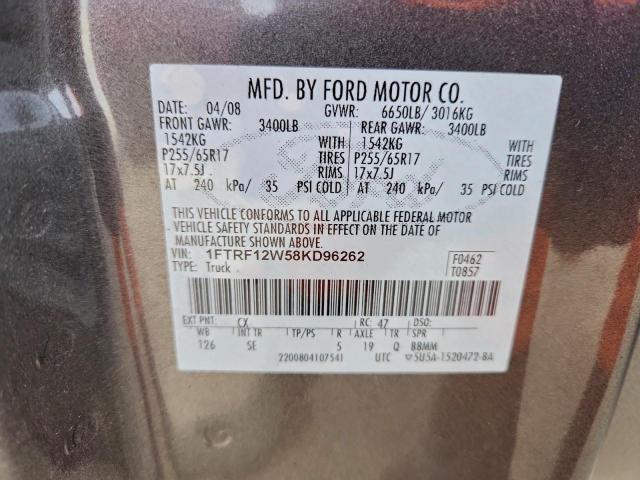 MFD. BY FORD MOTOR CO.
DATE: 04/08 GVWR: 6650LB/ 3016KG
FRONT GAWR: 3400LB REAR GAWR: 3400LB
1542KG WITH 1542KG WITH
P255/65R17 TIRES P255/65R17 TIRES
17x7.5J RIMS 17x7.5J RIMS
AT 240 kPa/ 35 PSI COLD AT 240 kPa/ 35 PSI COLD
THIS VEHICLE CONFORMS TO ALL APPLICABLE FEDERAL MOTOR
VEHICLE SAFETY STANDARDS IN EFFECT ON THE DATE OF
MANUFACTURE SHOWN ABOVE.
VIN: 1FTRF12W58KD96262 F0462
TYPE: Truck T0857
EXT PNT: CX RC: 47 DSO:
WB INT TR TP/PS R AXLE TR SPR
126 SE 5 19 Q BBMM
2200804107541 UTC 5U5A-1520472-BA